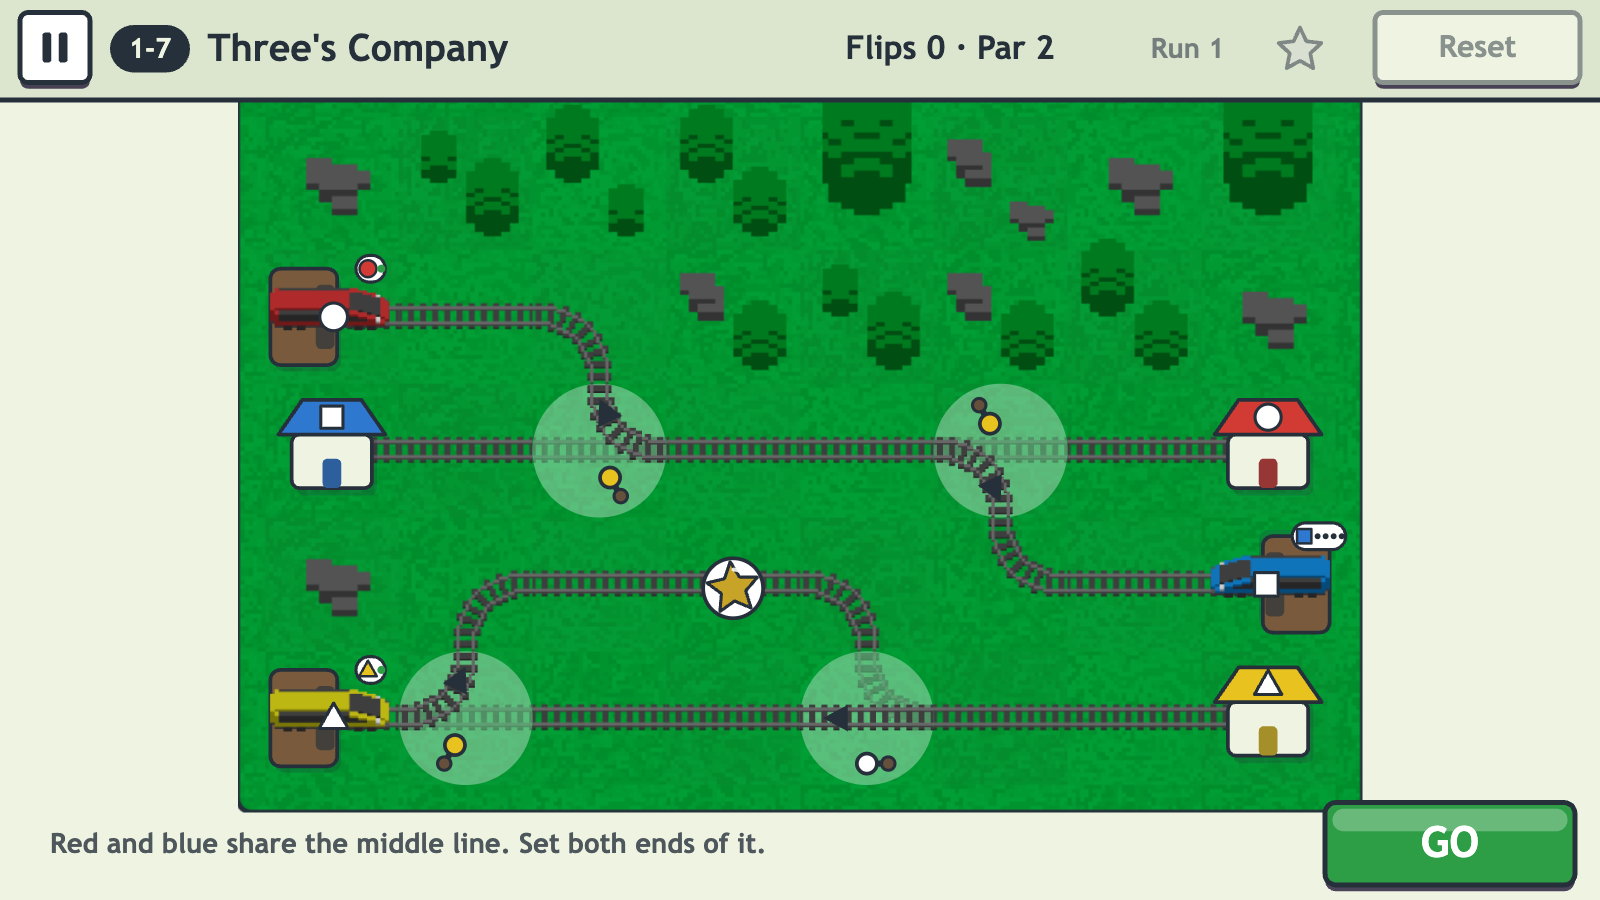 1-7 Three's Company Flips 0 · Par 2 Run 1 Reset
Red and blue share the middle line. Set both ends of it.
GO